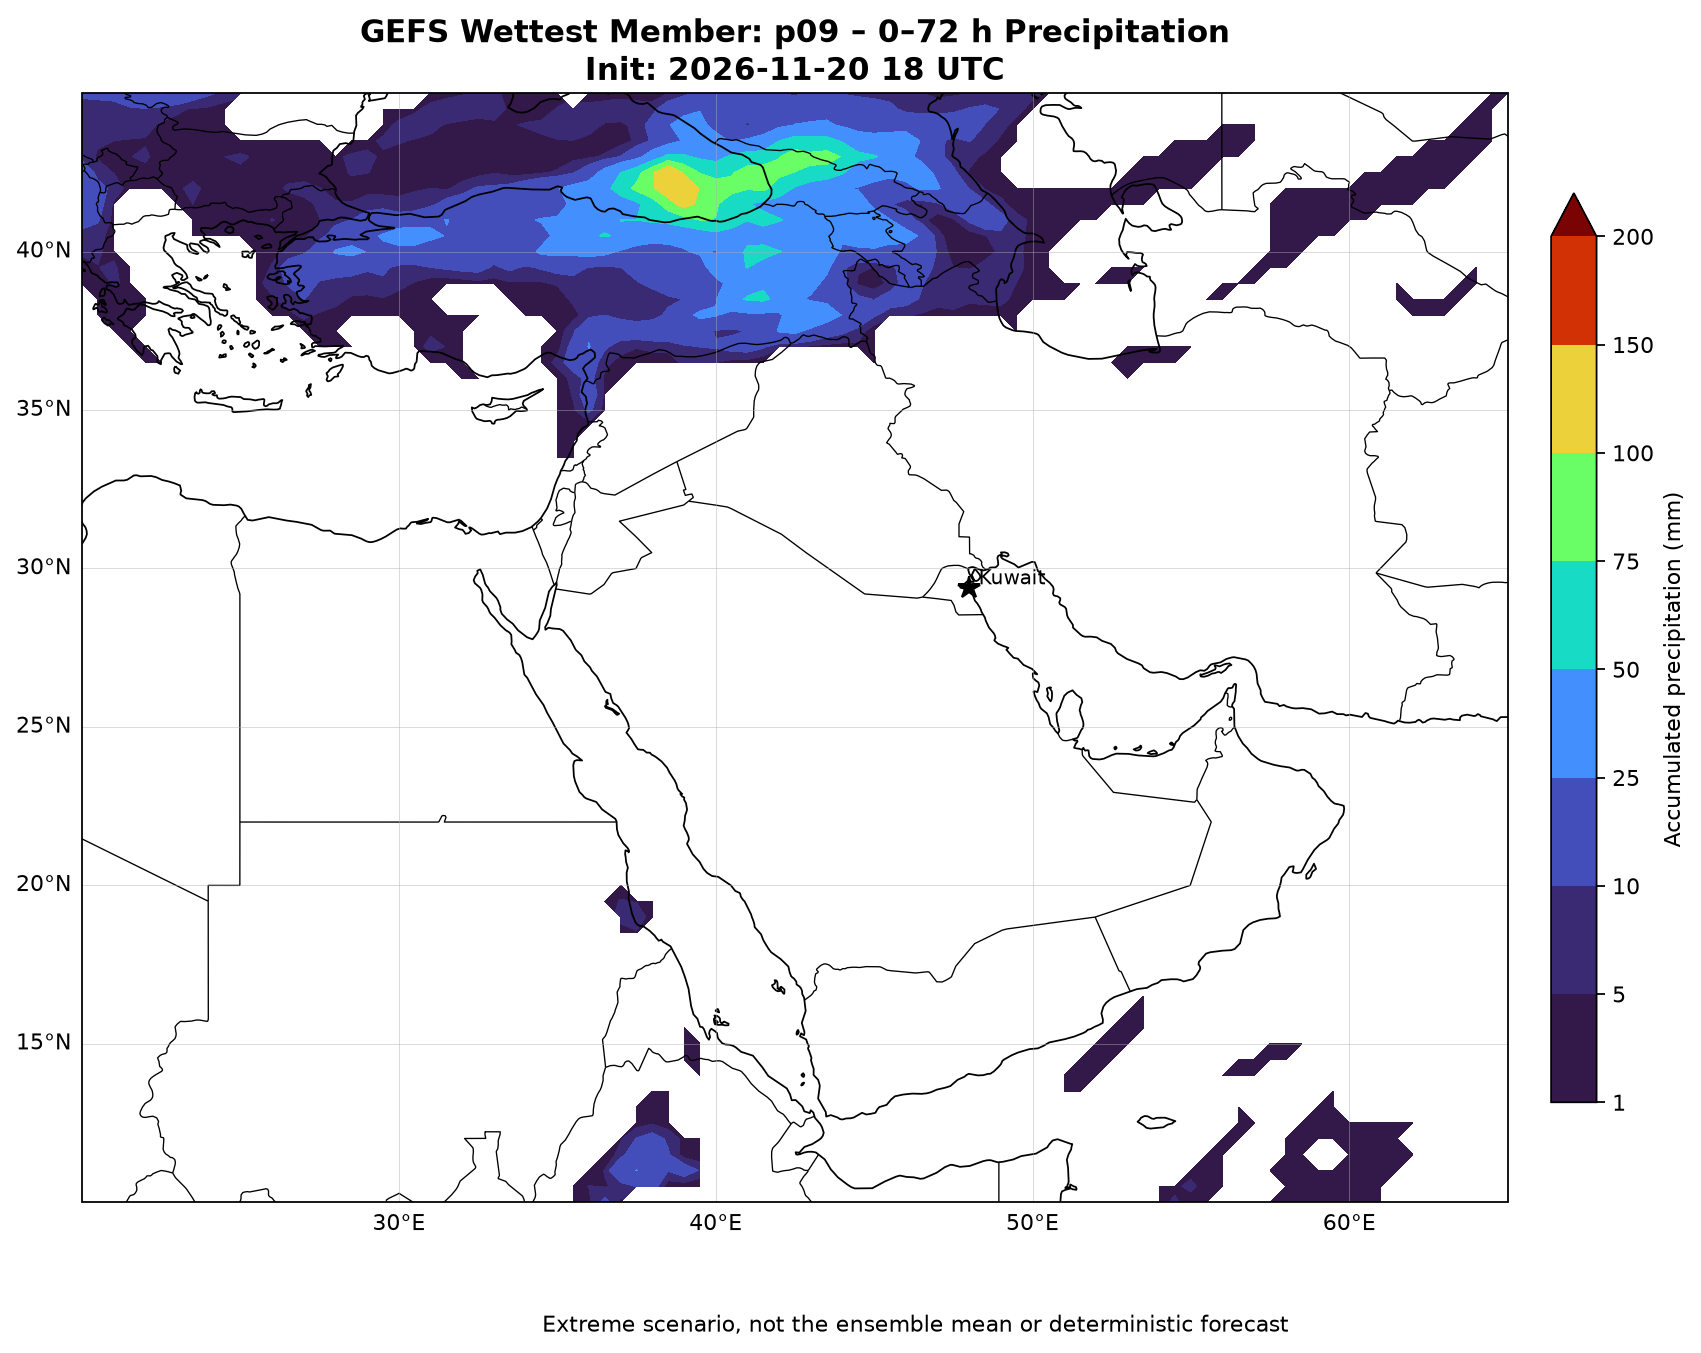 GEFS Wettest Member: p09 – 0–72 h Precipitation
Init: 2026-11-20 18 UTC
40°N
35°N
30°N
25°N
20°N
15°N
30°E
40°E
50°E
60°E
Kuwait
200
150
100
75
50
25
10
5
1
Accumulated precipitation (mm)
Extreme scenario, not the ensemble mean or deterministic forecast